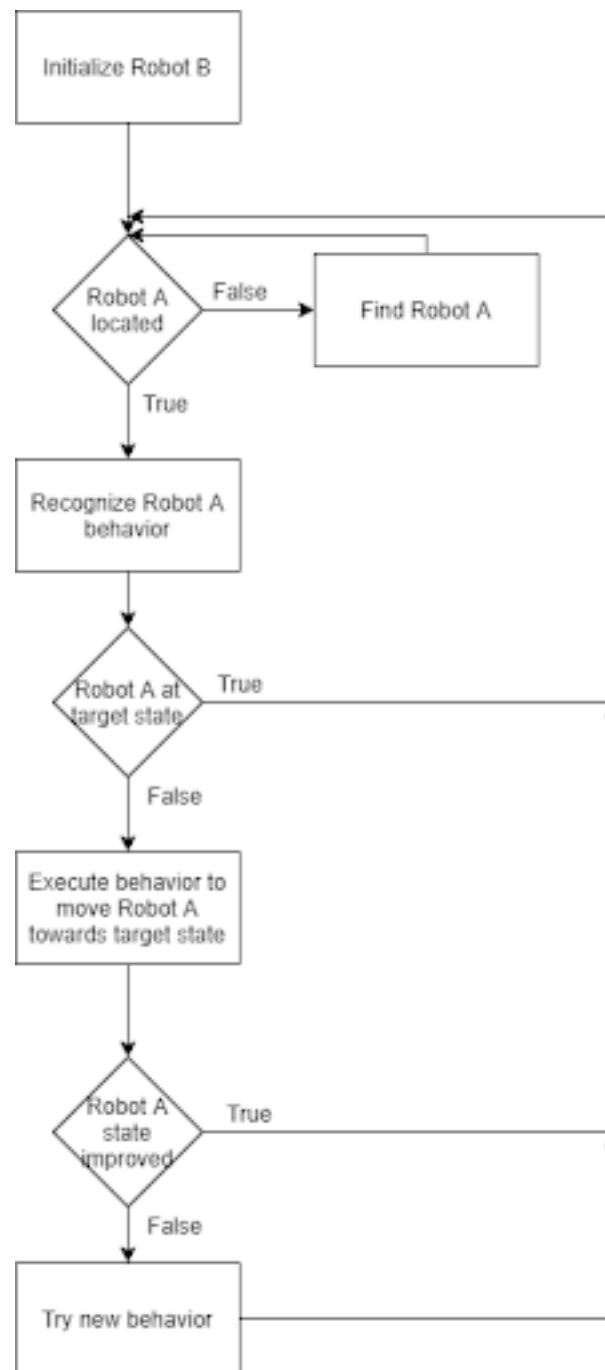 Initialize Robot B
Robot A
located
False
Find Robot A
True
Recognize Robot A
behavior
Robot A at
target state
True
False
Execute behavior to
move Robot A
towards target state
Robot A
state
improved
True
False
Try new behavior